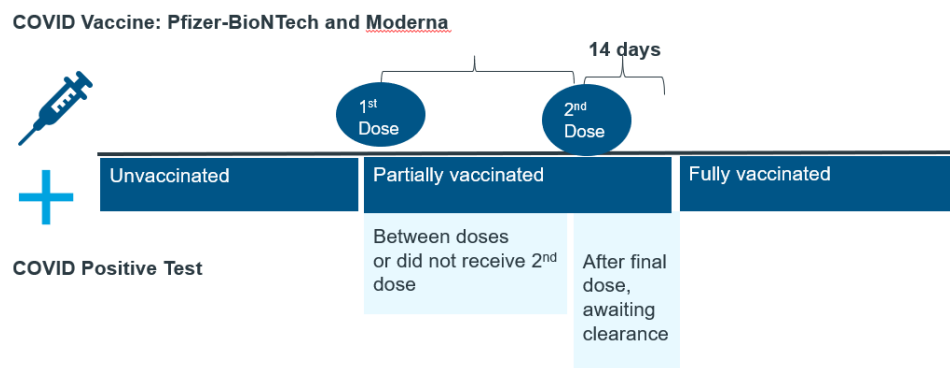 COVID Vaccine: Pfizer-BioNTech and Moderna
14 days
1st
Dose
2nd
Dose
Unvaccinated
Partially vaccinated
Fully vaccinated
Between doses
or did not receive 2nd
dose
COVID Positive Test
After final
dose,
awaiting
clearance